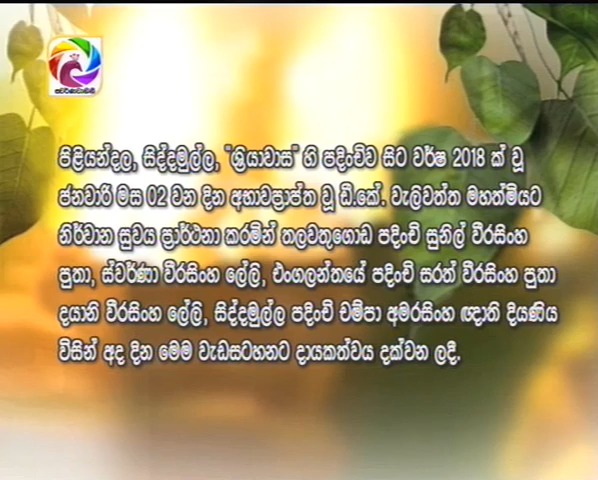 ස්වර්ණවාහිනී
පිළියන්දල, සිද්දමුල්ල, "ශ්‍රියාවාස" හි පදිංචිව සිට වර්ෂ 2018 ක් වූ
ජනවාරි මස 02 වන දින අභාවප්‍රාප්ත වූ ඩී.කේ. වැලිවත්ත මහත්මියට
නිර්වාන සුවය ප්‍රාර්ථනා කරමින් තලවතුගොඩ පදිංචි සුනිල් වීරසිංහ
පුතා, ස්වර්ණා වීරසිංහ ලේලි, එංගලන්තයේ පදිංචි සරත් වීරසිංහ පුතා
දයානි වීරසිංහ ලේලි, සිද්දමුල්ල පදිංචි චම්පා අමරසිංහ ඥාති දියණිය
විසින් අද දින මෙම වැඩසටහනට දායකත්වය දක්වන ලදී.